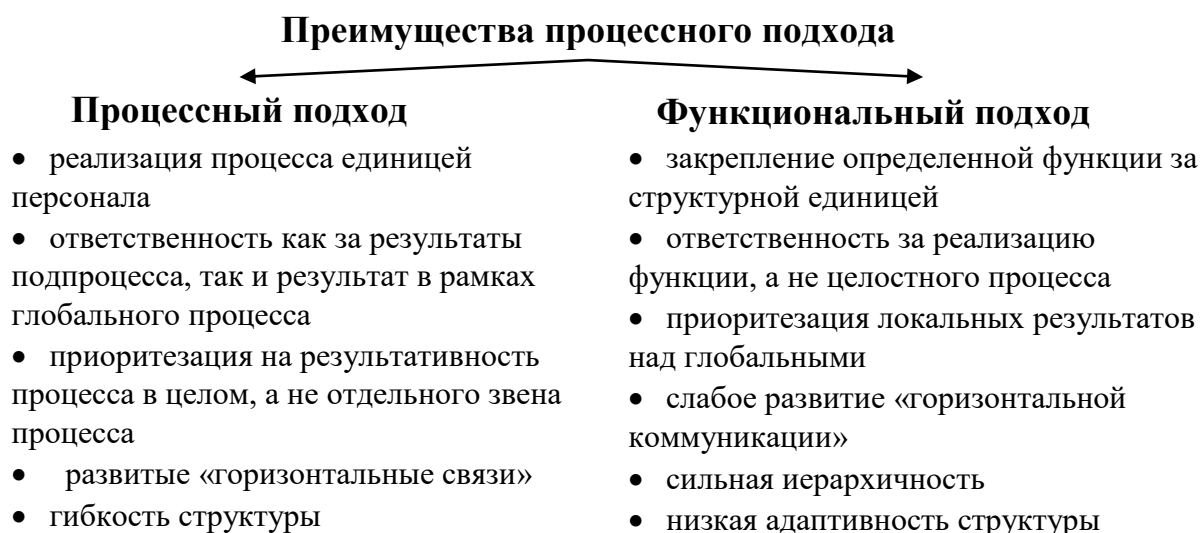 Преимущества процессного подхода
Процессный подход
• реализация процесса единицей
персонала
• ответственность как за результаты
подпроцесса, так и результат в рамках
глобального процесса
• приоритезация на результативность
процесса в целом, а не отдельного звена
процесса
• развитые «горизонтальные связи»
• гибкость структуры
Функциональный подход
• закрепление определенной функции за
структурной единицей
• ответственность за реализацию
функции, а не целостного процесса
• приоритезация локальных результатов
над глобальными
• слабое развитие «горизонтальной
коммуникации»
• сильная иерархичность
• низкая адаптивность структуры